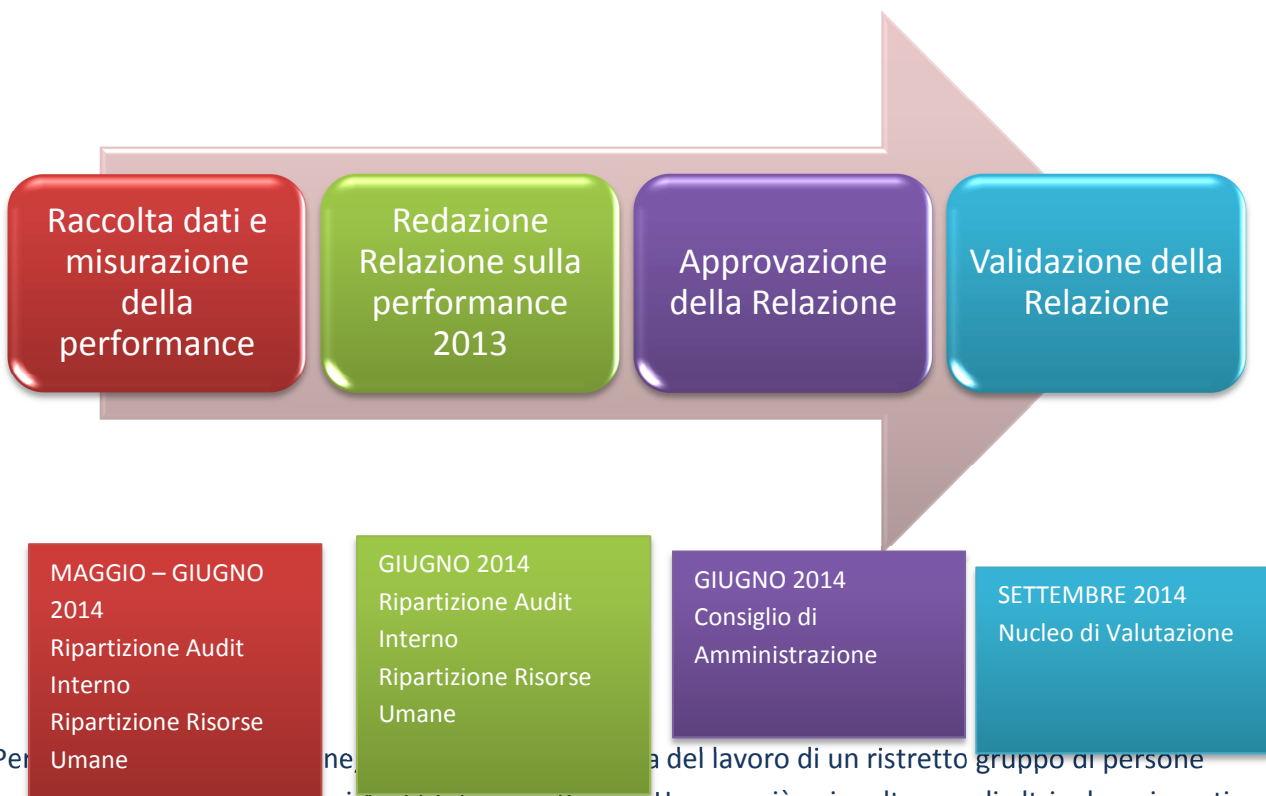 Raccolta dati e
misurazione
della
performance
Redazione
Relazione sulla
performance
2013
Approvazione
della Relazione
Validazione della
Relazione
MAGGIO – GIUGNO
2014
Ripartizione Audit
Interno
Ripartizione Risorse
Umane
GIUGNO 2014
Ripartizione Audit
Interno
Ripartizione Risorse
Umane
GIUGNO 2014
Consiglio di
Amministrazione
SETTEMBRE 2014
Nucleo di Valutazione
del lavoro di un ristretto gruppo di persone